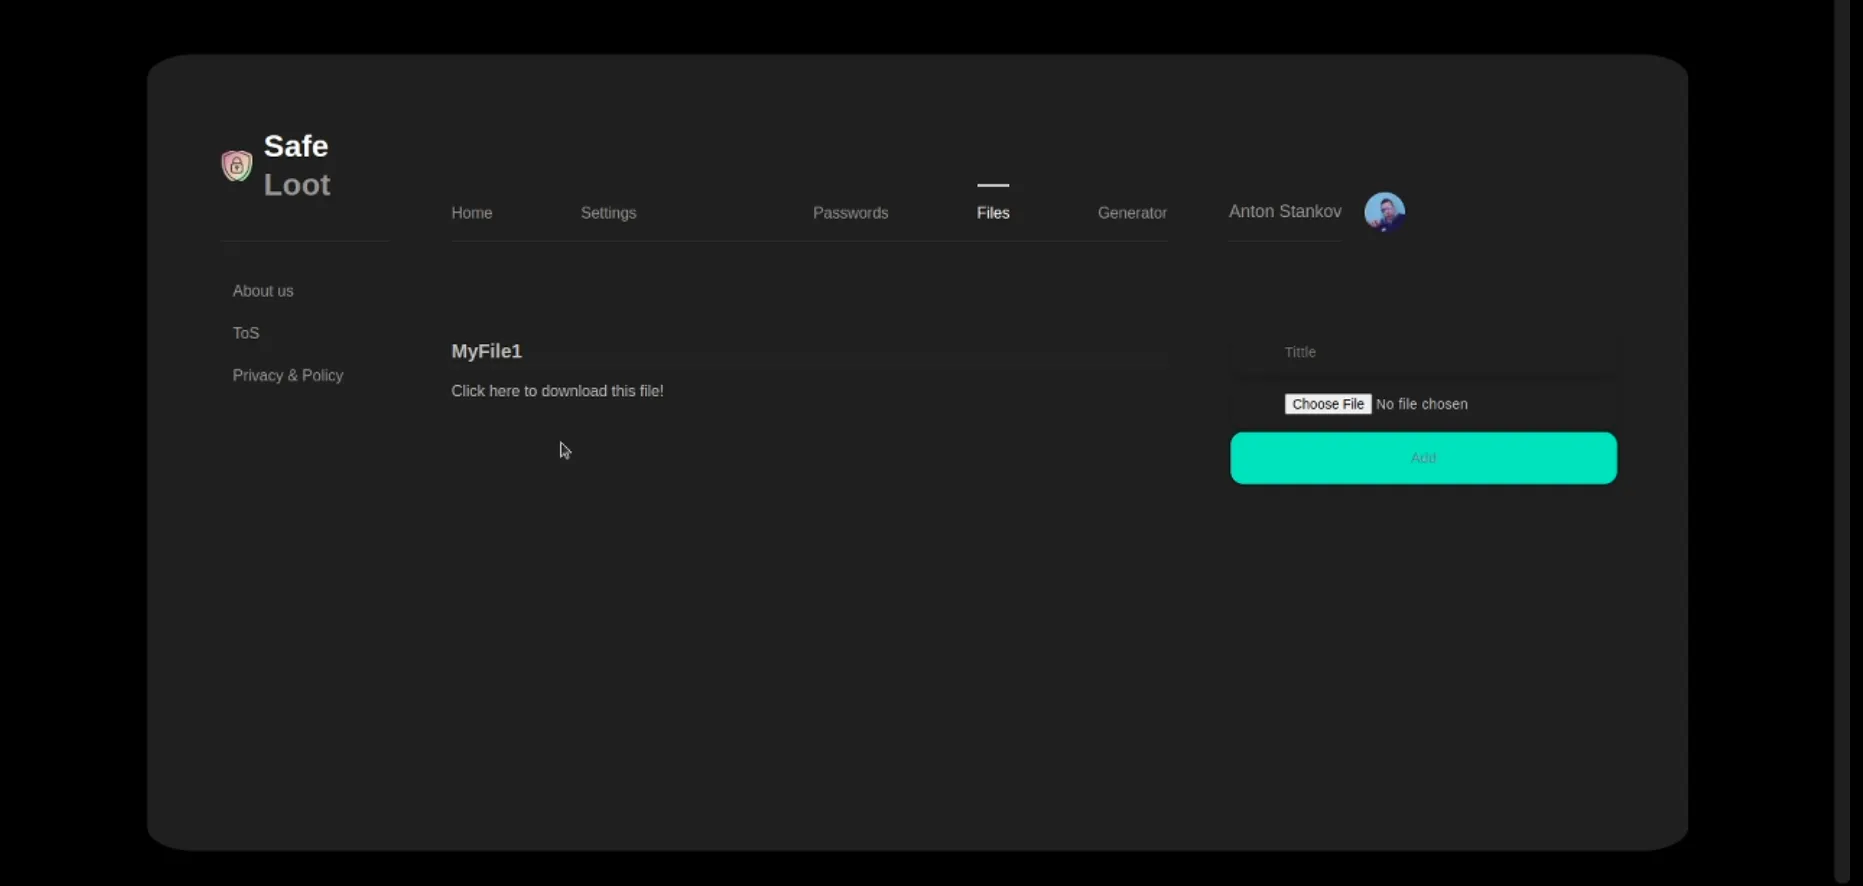 Safe
Loot
Home Settings Passwords Files Generator Anton Stankov
About us
ToS
Privacy & Policy
MyFile1
Click here to download this file!
Tittle
Choose File No file chosen
Add